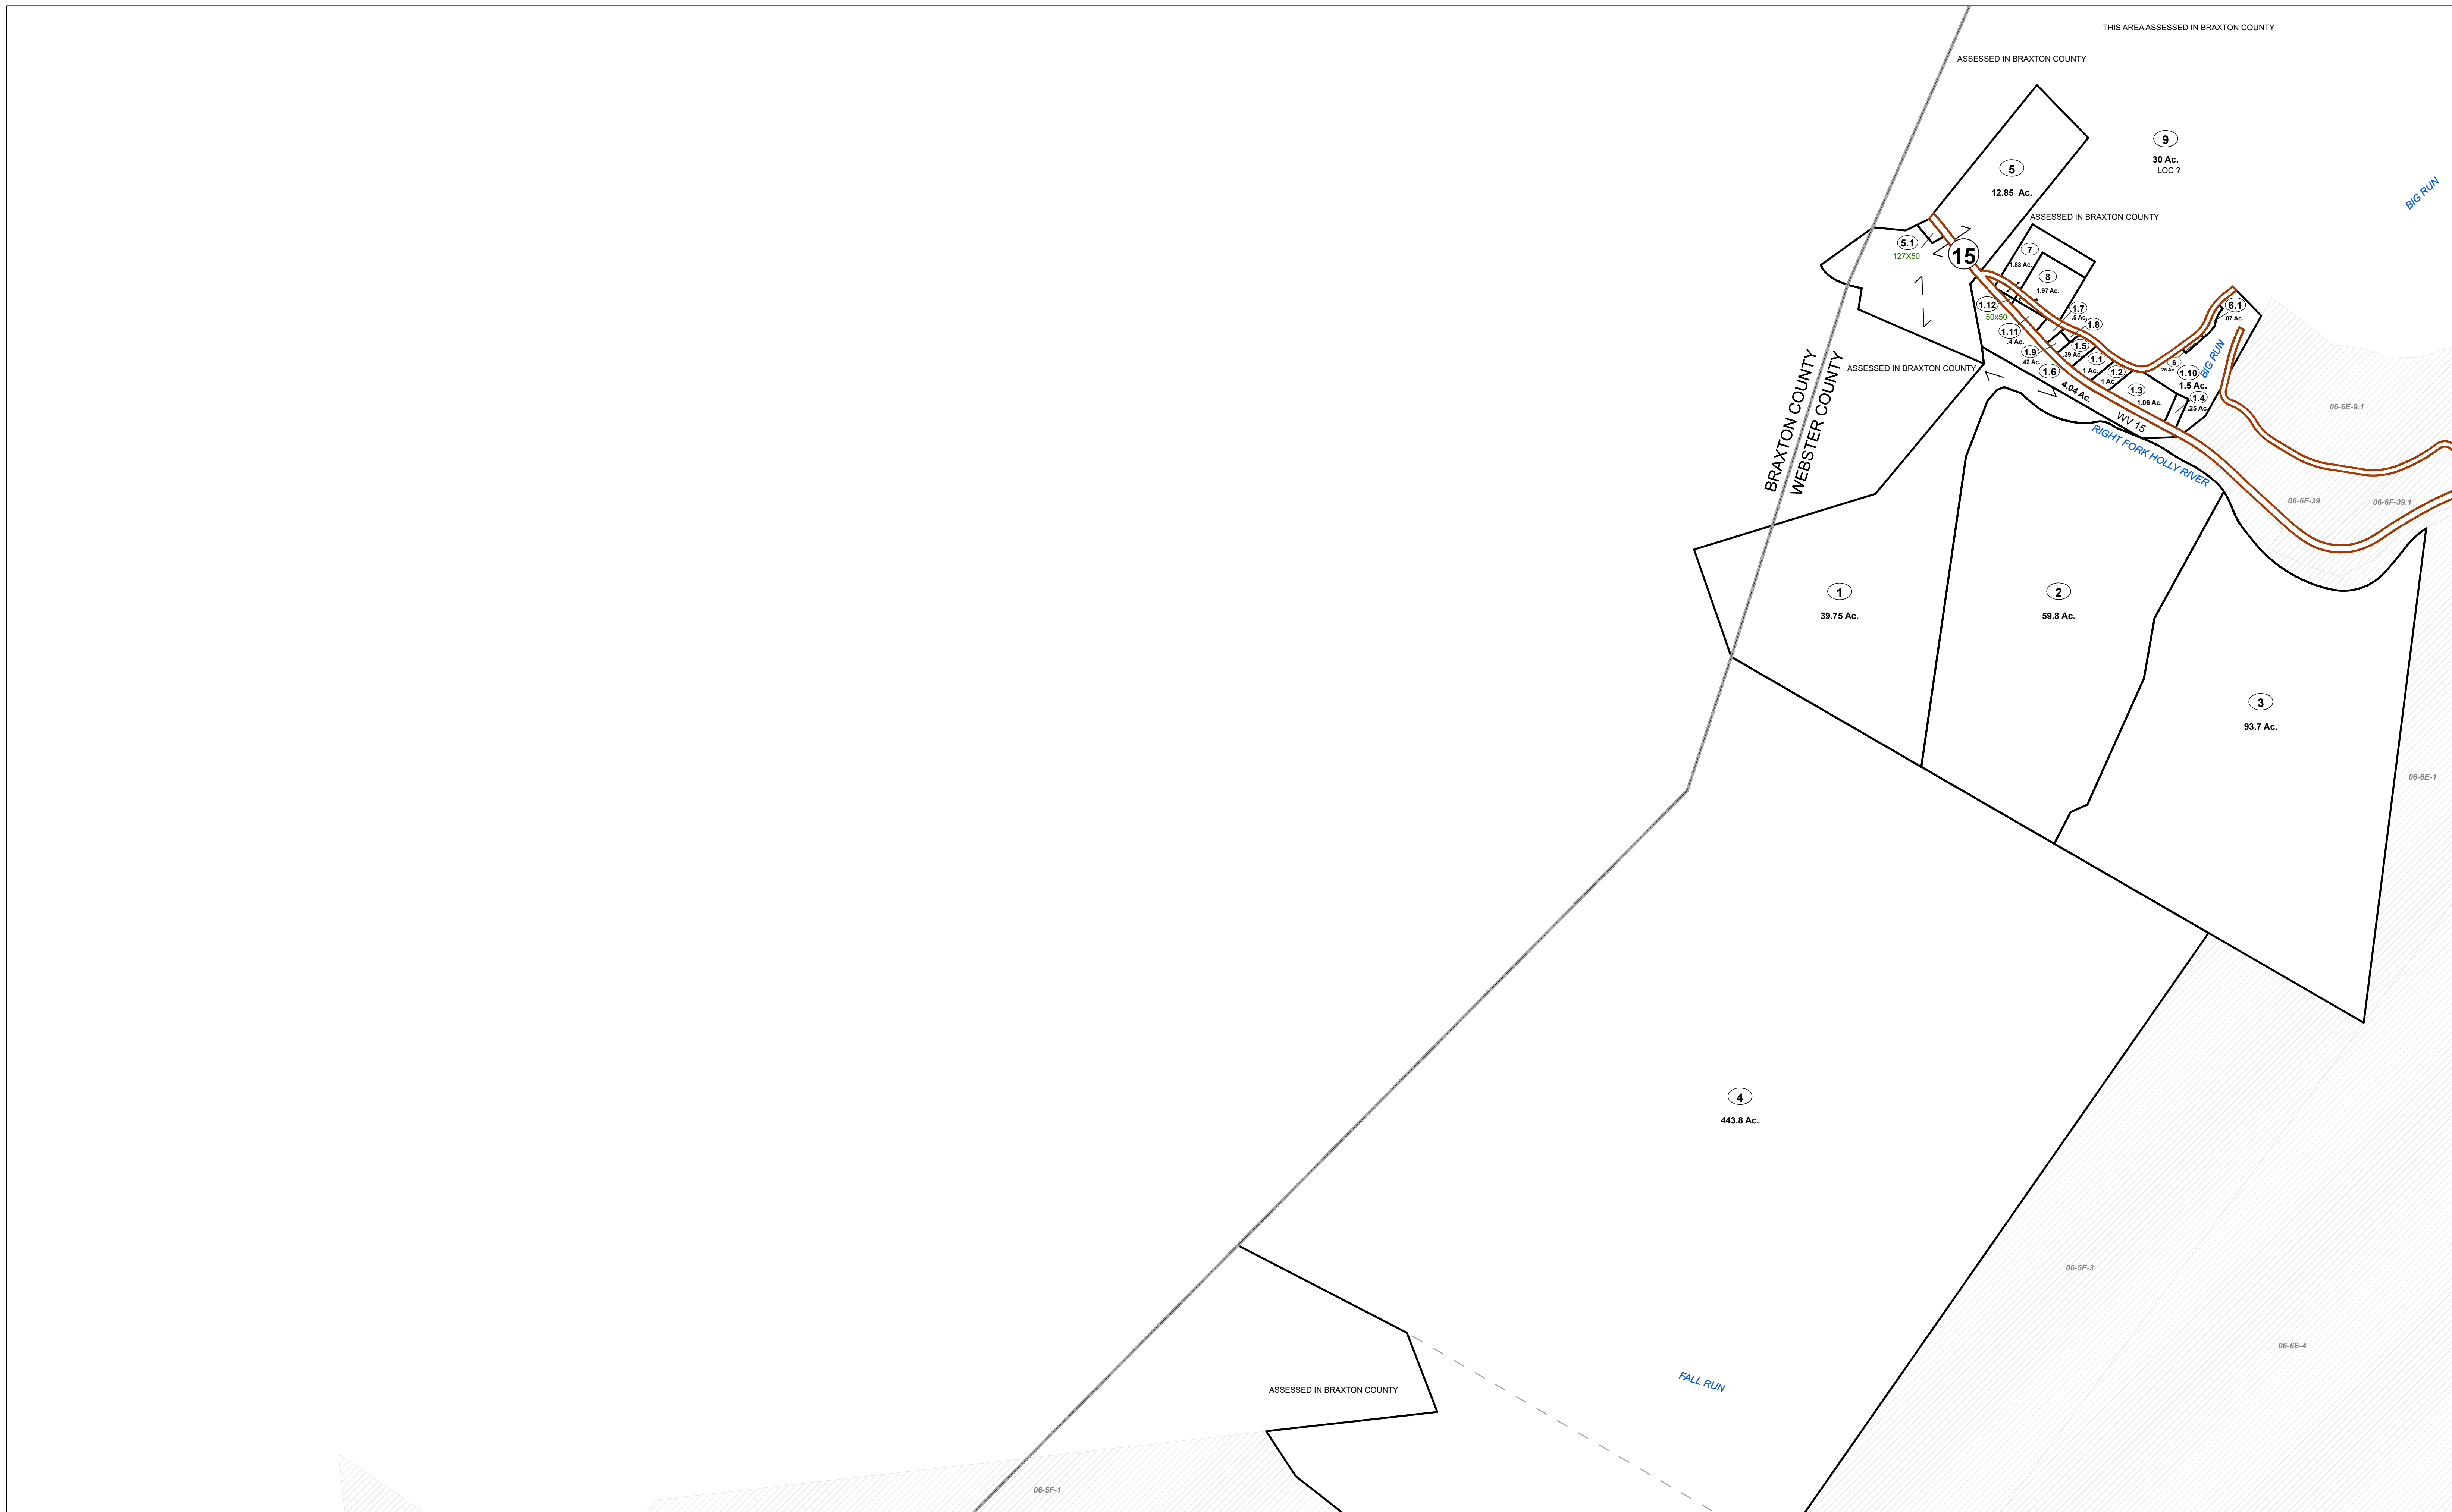 THIS AREA ASSESSED IN BRAXTON COUNTY
ASSESSED IN BRAXTON COUNTY
9
30 Ac.
LOC ?
5
12.85 Ac.
BIG RUN
ASSESSED IN BRAXTON COUNTY
5.1
127X50
15
7
1.83 Ac.
8
1.97 Ac.
1.12
50x50
1.7
.5 Ac.
1.8
6.1
.07 Ac.
1.11
.4 Ac.
1.9
.42 Ac.
1.5
.39 Ac.
1.1
1 Ac.
1.2
1 Ac.
6
.28 Ac.
BIG RUN
1.10
1.5 Ac.
1.6
4.04 Ac.
1.3
1.06 Ac.
1.4
.25 Ac.
ASSESSED IN BRAXTON COUNTY
BRAXTON COUNTY
WEBSTER COUNTY
WV 15
RIGHT FORK HOLLY RIVER
06-6E-9.1
06-6F-39
06-6F-39.1
1
39.75 Ac.
2
59.8 Ac.
3
93.7 Ac.
06-6E-1
4
443.8 Ac.
06-5F-3
06-6E-4
FALL RUN
ASSESSED IN BRAXTON COUNTY
06-5F-1